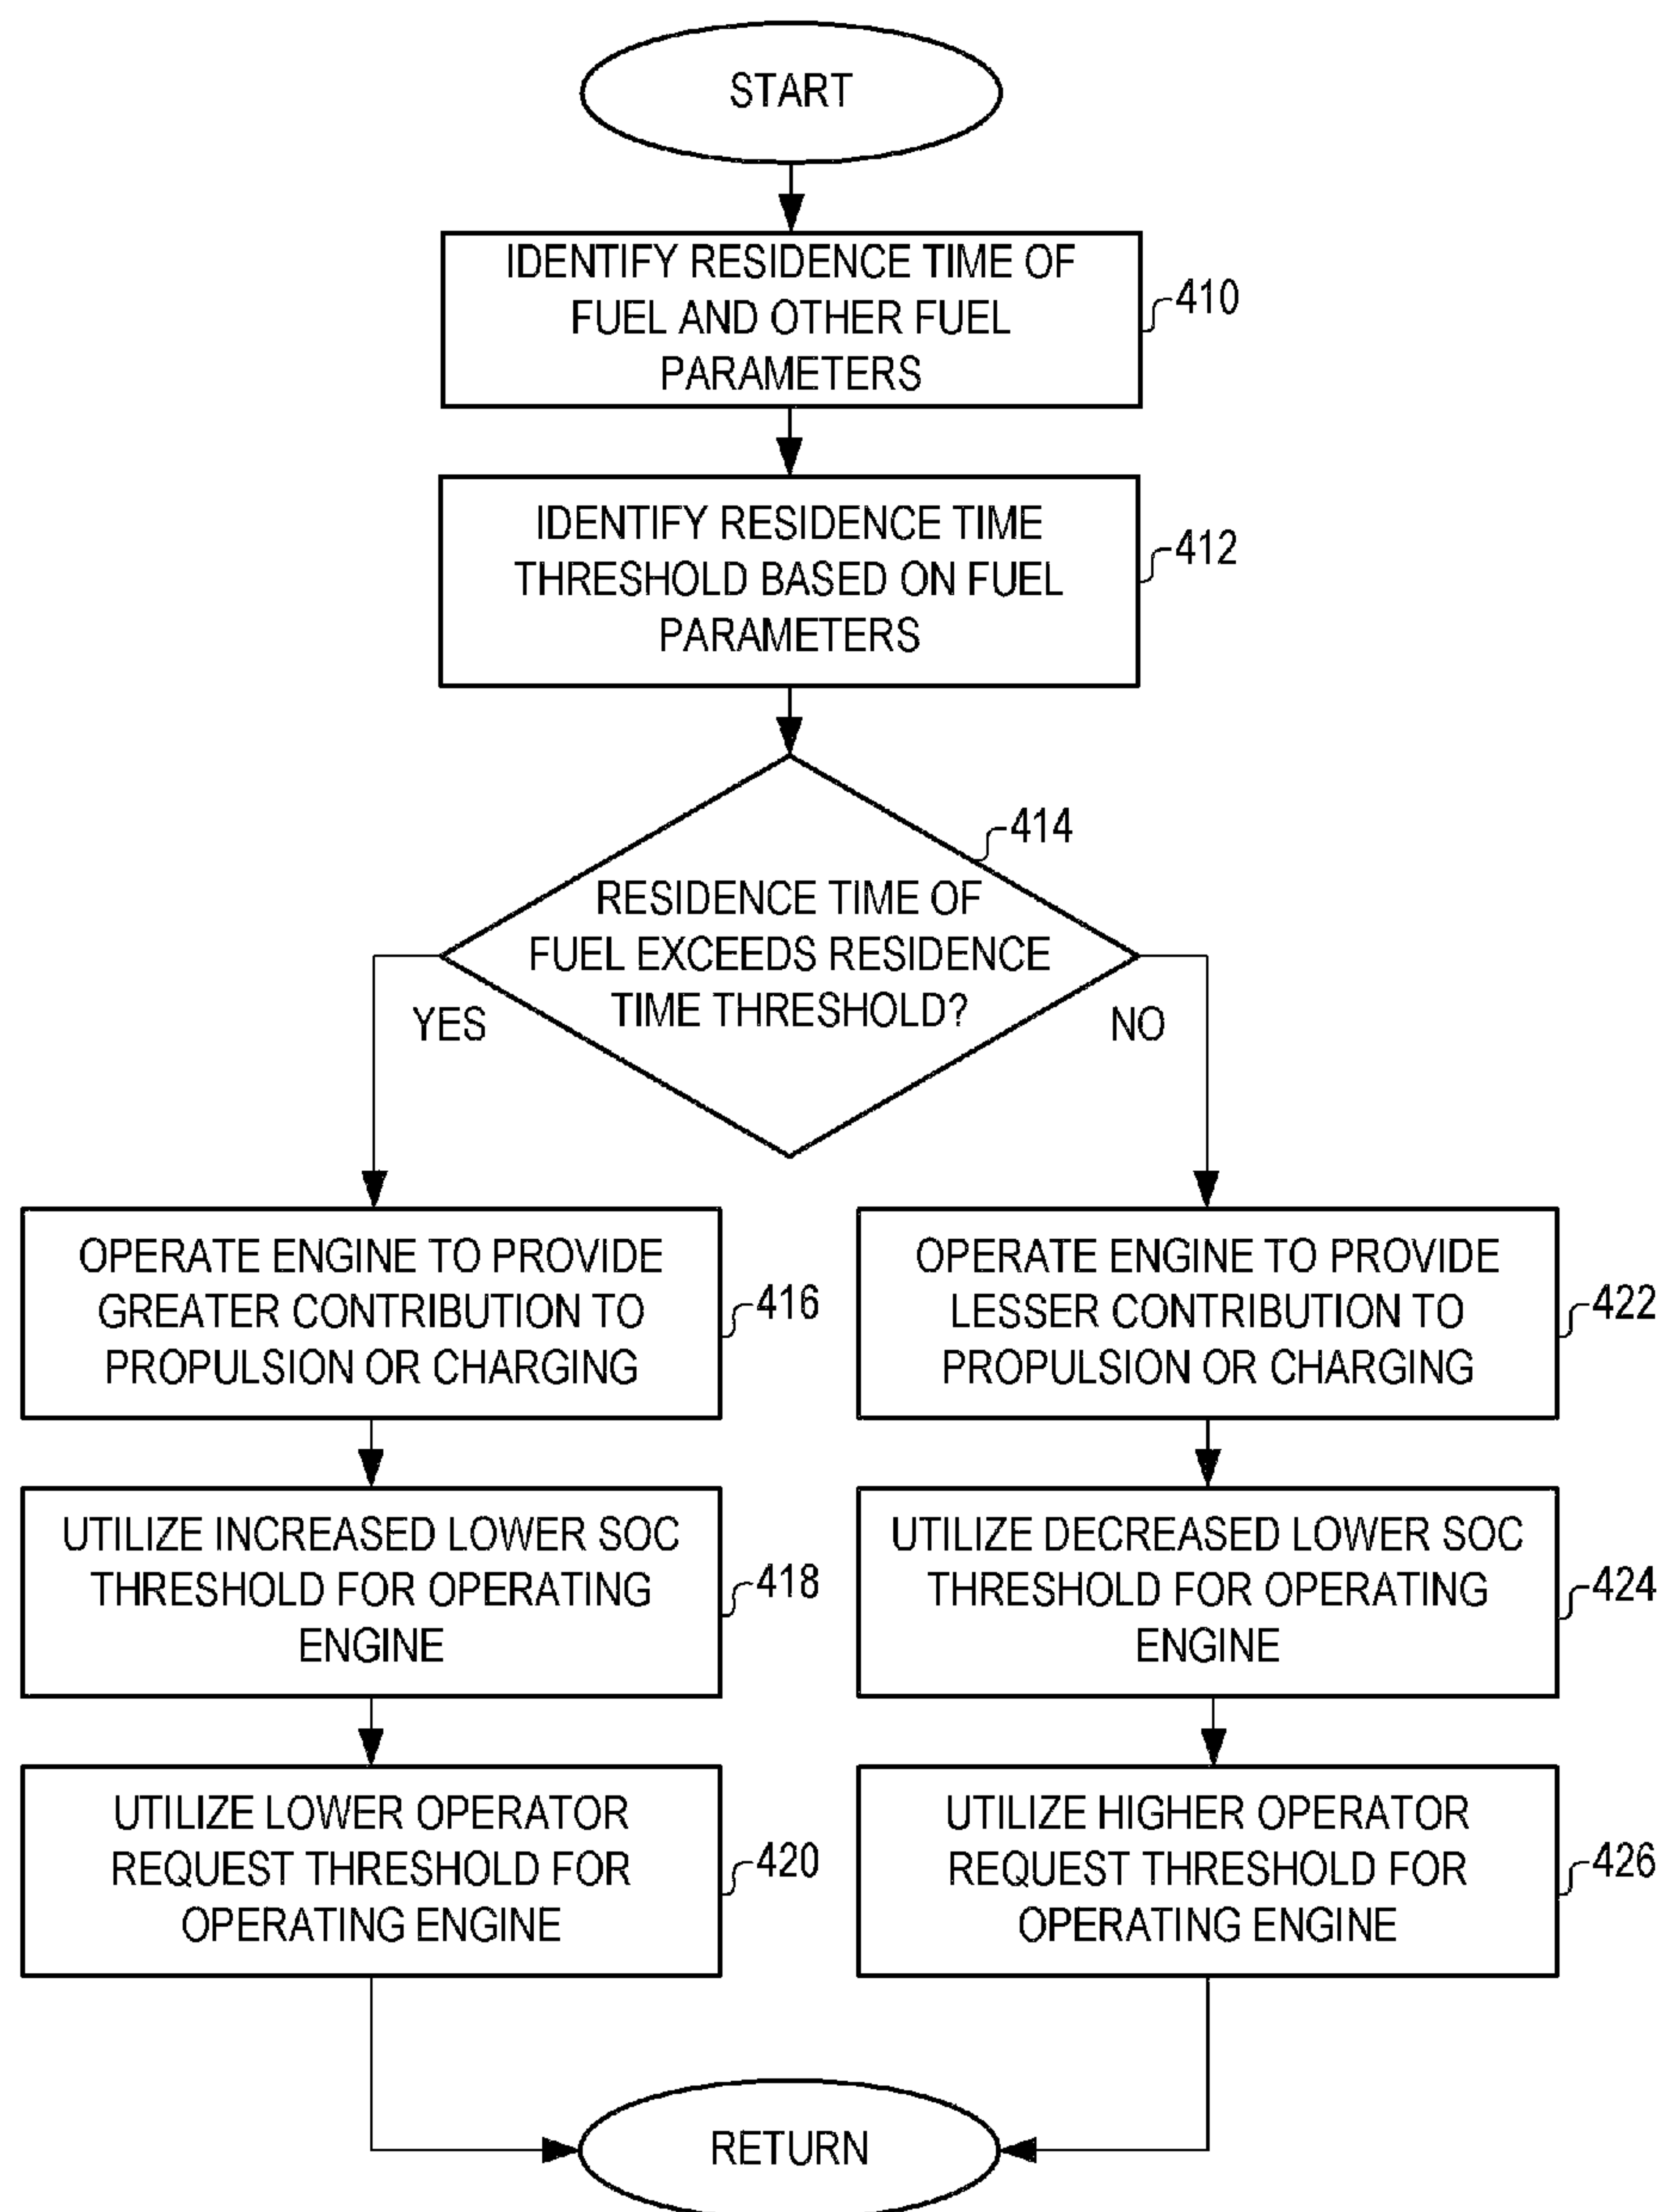 START
IDENTIFY RESIDENCE TIME OF
FUEL AND OTHER FUEL
PARAMETERS
410
IDENTIFY RESIDENCE TIME
THRESHOLD BASED ON FUEL
PARAMETERS
412
414
RESIDENCE TIME OF
FUEL EXCEEDS RESIDENCE
TIME THRESHOLD?
YES
NO
OPERATE ENGINE TO PROVIDE
GREATER CONTRIBUTION TO
PROPULSION OR CHARGING
416
OPERATE ENGINE TO PROVIDE
LESSER CONTRIBUTION TO
PROPULSION OR CHARGING
422
UTILIZE INCREASED LOWER SOC
THRESHOLD FOR OPERATING
ENGINE
418
UTILIZE DECREASED LOWER SOC
THRESHOLD FOR OPERATING
ENGINE
424
UTILIZE LOWER OPERATOR
REQUEST THRESHOLD FOR
OPERATING ENGINE
420
UTILIZE HIGHER OPERATOR
REQUEST THRESHOLD FOR
OPERATING ENGINE
426
RETURN